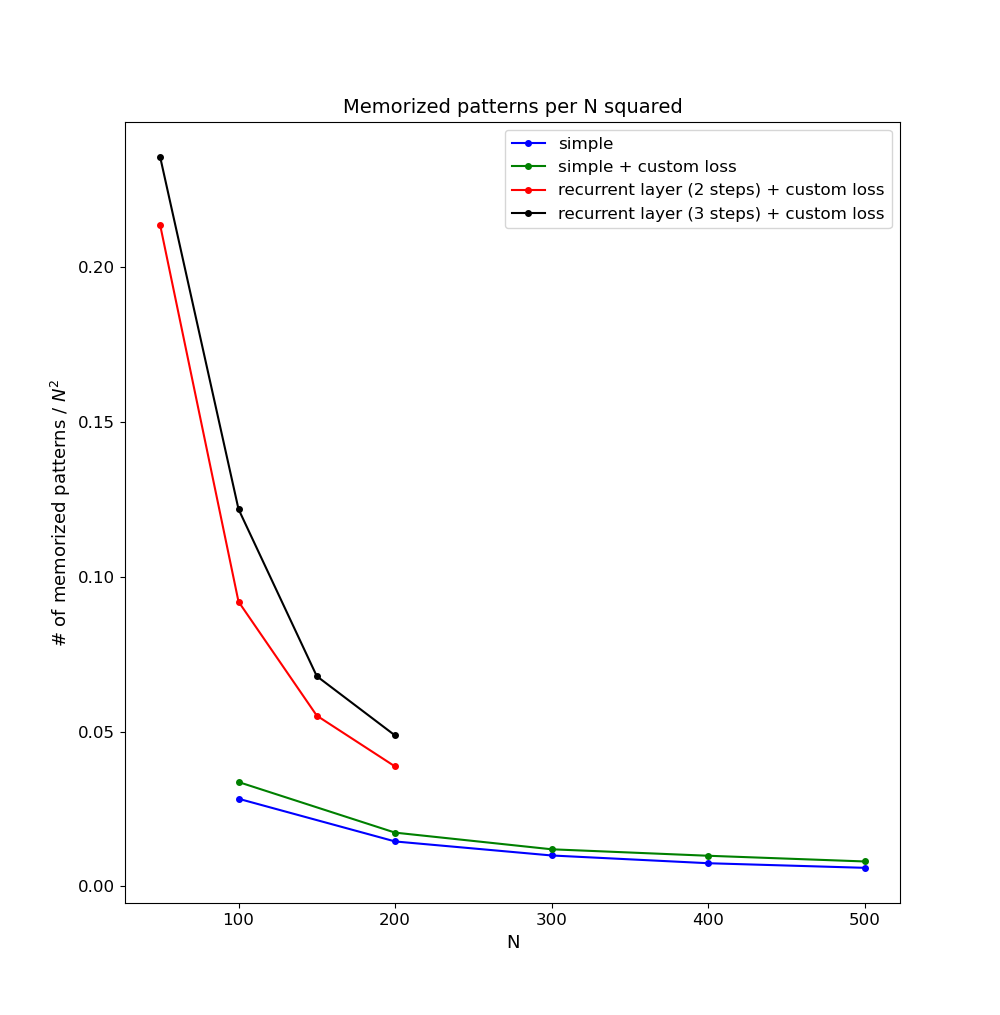 Memorized patterns per N squared
simple
simple + custom loss
recurrent layer (2 steps) + custom loss
recurrent layer (3 steps) + custom loss
# of memorized patterns / N²
0.20
0.15
0.10
0.05
0.00
100 200 300 400 500
N